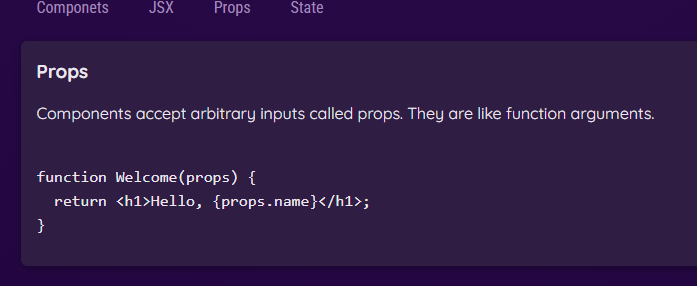 Componets JSX Props State
Props
Components accept arbitrary inputs called props. They are like function arguments.
function Welcome(props) {
  return <h1>Hello, {props.name}</h1>;
}